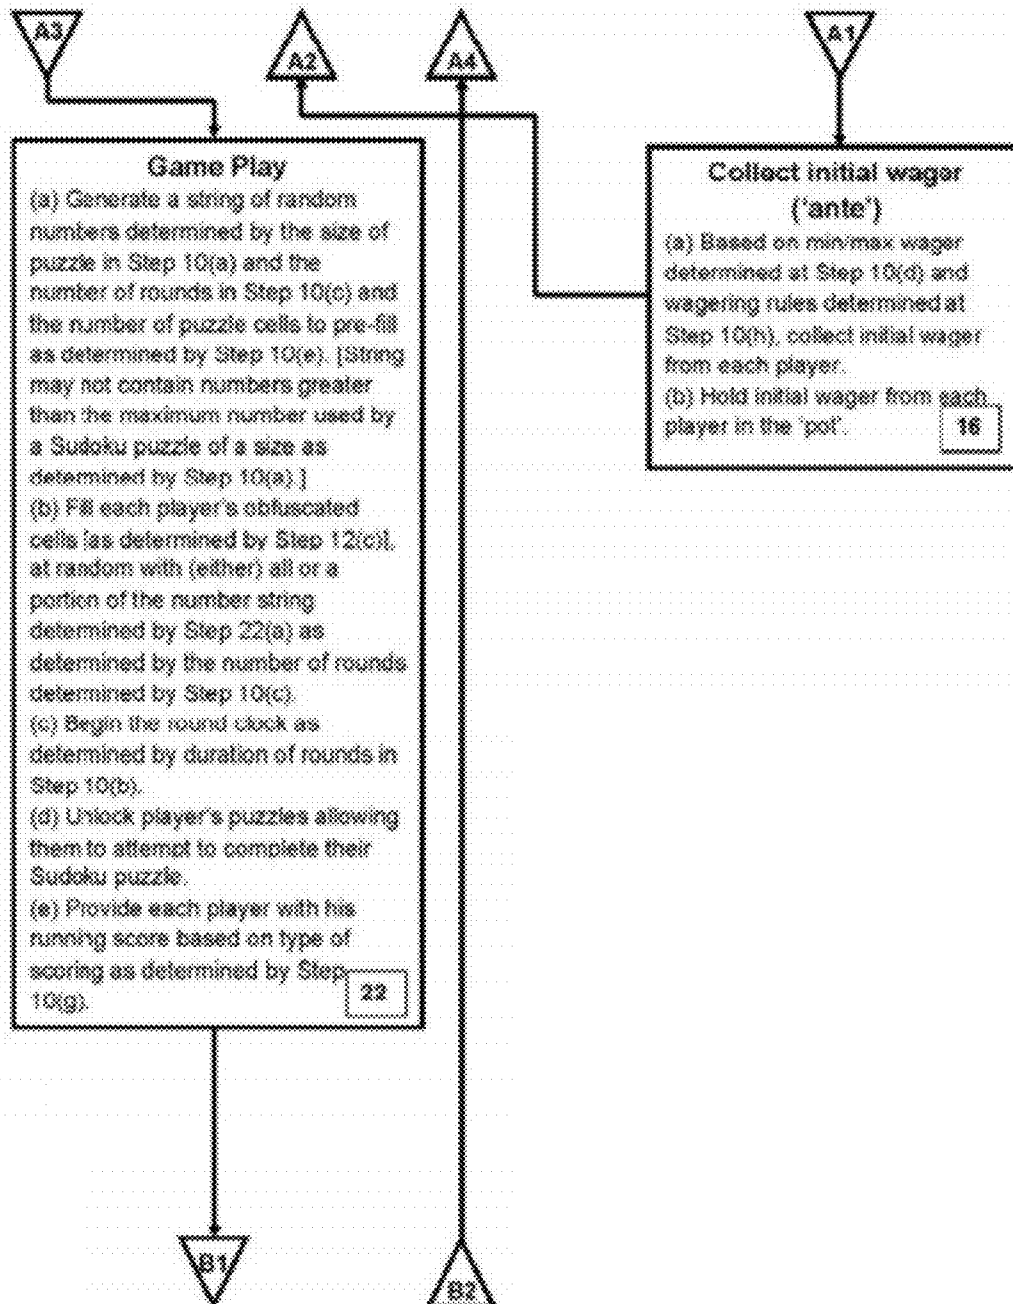 A3
A2
A4
A1
Game Play
(a) Generate a string of random
numbers determined by the size of
puzzle in Step 10(a) and the
number of rounds in Step 10(c) and
the number of puzzle cells to pre-fill
as determined by Step 10(e). [String
may not contain numbers greater
than the maximum number used by
a Sudoku puzzle of a size as
determined by Step 10(a).]
(b) Fill each player's obfuscated
cells [as determined by Step 12(c)],
at random with (either) all or a
portion of the number string
determined by Step 22(a) as
determined by the number of rounds
determined by Step 10(c).
(c) Begin the round clock as
determined by duration of rounds in
Step 10(b).
(d) Unlock player's puzzles allowing
them to attempt to complete their
Sudoku puzzle.
(e) Provide each player with his
running score based on type of
scoring as determined by Step
10(g).
22
Collect initial wager
('ante')
(a) Based on min/max wager
determined at Step 10(d) and
wagering rules determined at
Step 10(h), collect initial wager
from each player.
(b) Hold initial wager from each
player in the 'pot'.
16
B1
B2